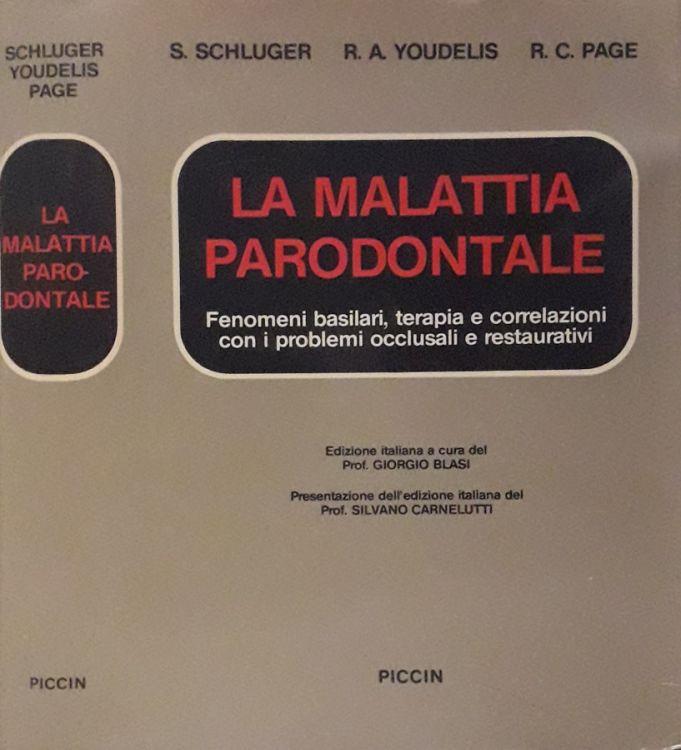 SCHLUGER
YOUDELIS
PAGE
LA
MALATTIA
PARO-
DONTALE
PICCIN
S. SCHLUGER R. A. YOUDELIS R. C. PAGE
LA MALATTIA
PARODONTALE
Fenomeni basilari, terapia e correlazioni
con i problemi occlusali e restaurativi
Edizione italiana a cura del
Prof. GIORGIO BLASI
Presentazione dell'edizione italiana del
Prof. SILVANO CARNELUTTI
PICCIN